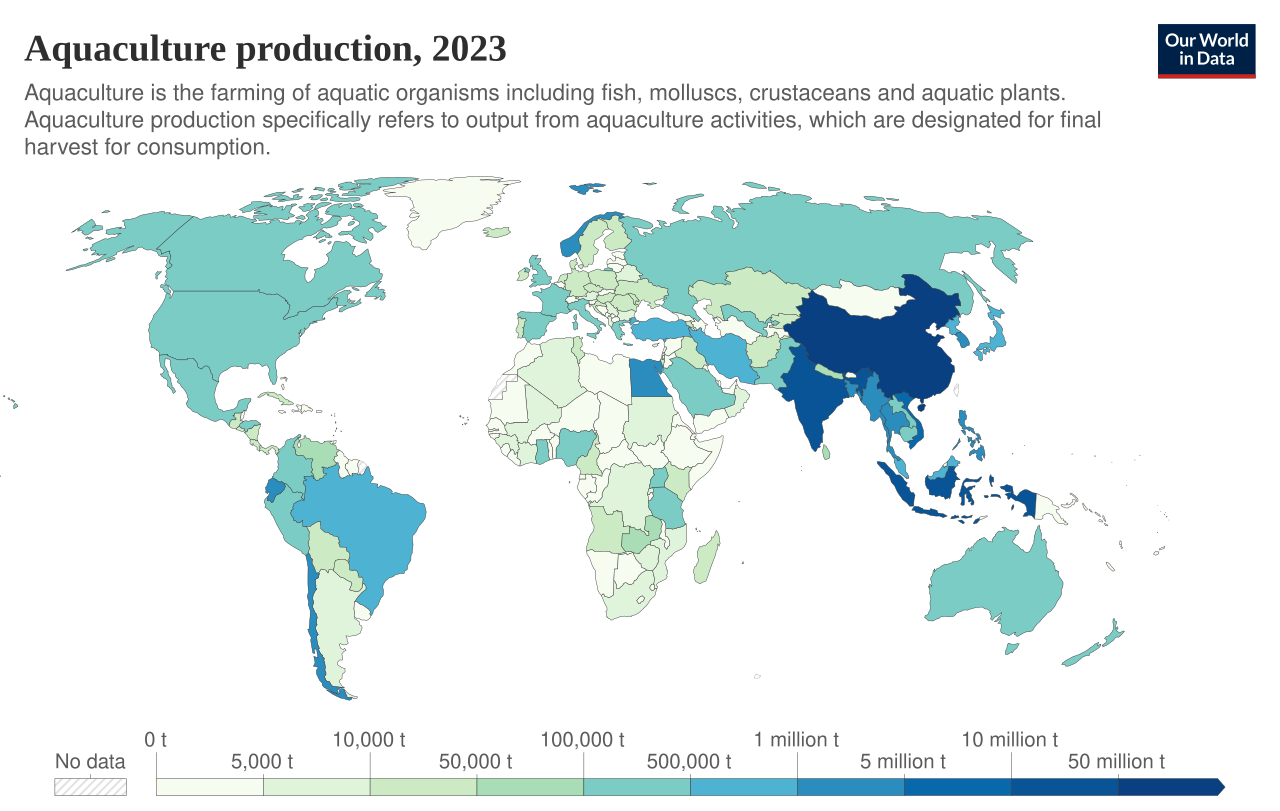 Aquaculture production, 2023
Our World
in Data
Aquaculture is the farming of aquatic organisms including fish, molluscs, crustaceans and aquatic plants.
Aquaculture production specifically refers to output from aquaculture activities, which are designated for final
harvest for consumption.
0 t 10,000 t 100,000 t 1 million t 10 million t
No data 5,000 t 50,000 t 500,000 t 5 million t 50 million t